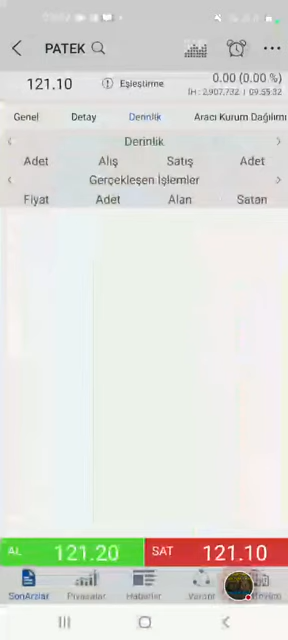 PATEK
121.10
Eşleştirme
0.00 (0.00 %)
H : 2,907,732 | 09:55:32
Genel Detay Derinlik Aracı Kurum Dağılımı
Derinlik
Adet Alış Satış Adet
Gerçekleşen İşlemler
Fiyat Adet Alan Satan
AL 121.20 SAT 121.10
SonArzlar Piyasalar Haberler Varant